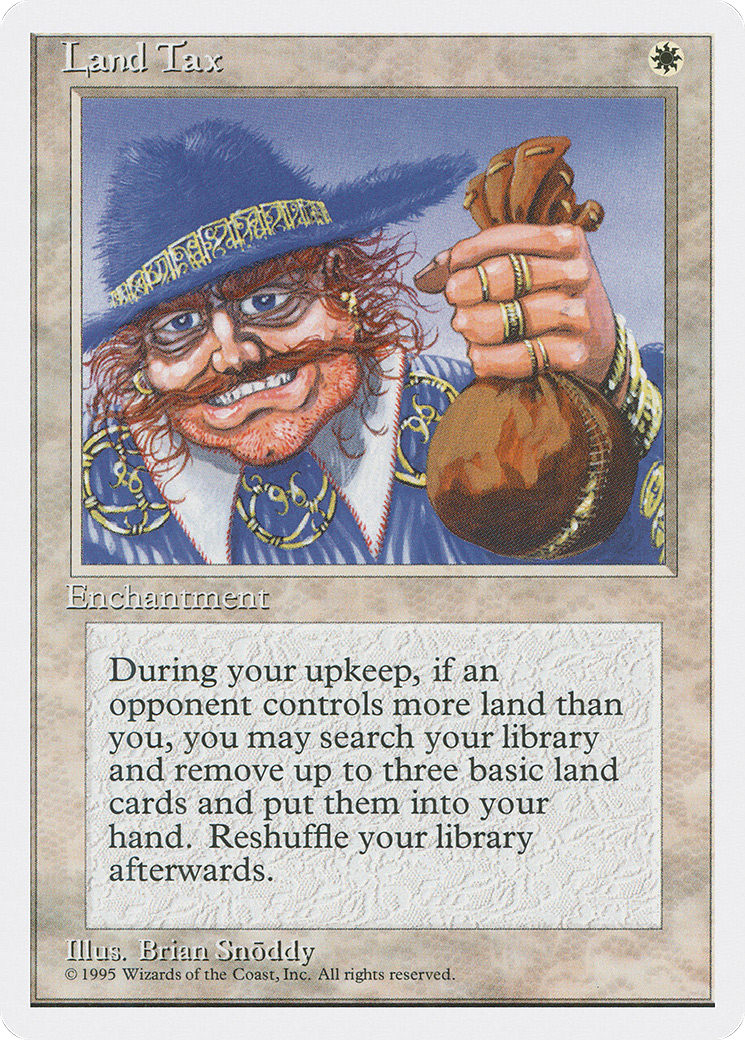 Land Tax
Enchantment
During your upkeep, if an
opponent controls more land than
you, you may search your library
and remove up to three basic land
cards and put them into your
hand. Reshuffle your library
afterwards.
Illus. Brian Snōddy
© 1995 Wizards of the Coast, Inc. All rights reserved.